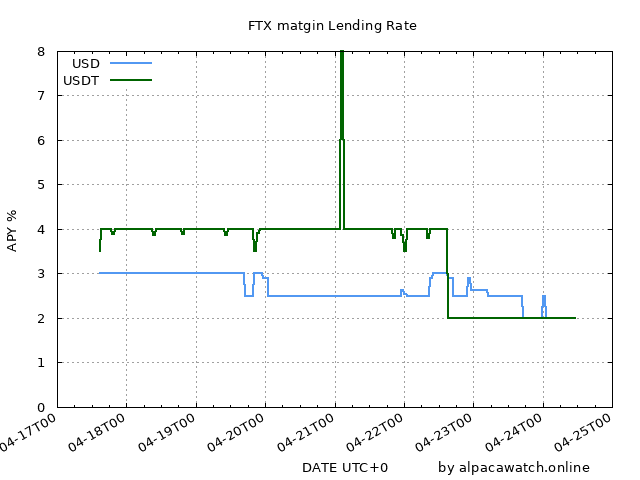 FTX matgin Lending Rate
USD
USDT
8
7
6
5
4
3
2
1
0
APY %
04-17T00
04-18T00
04-19T00
04-20T00
04-21T00
04-22T00
04-23T00
04-24T00
04-25T00
DATE UTC+0
by alpacawatch.online